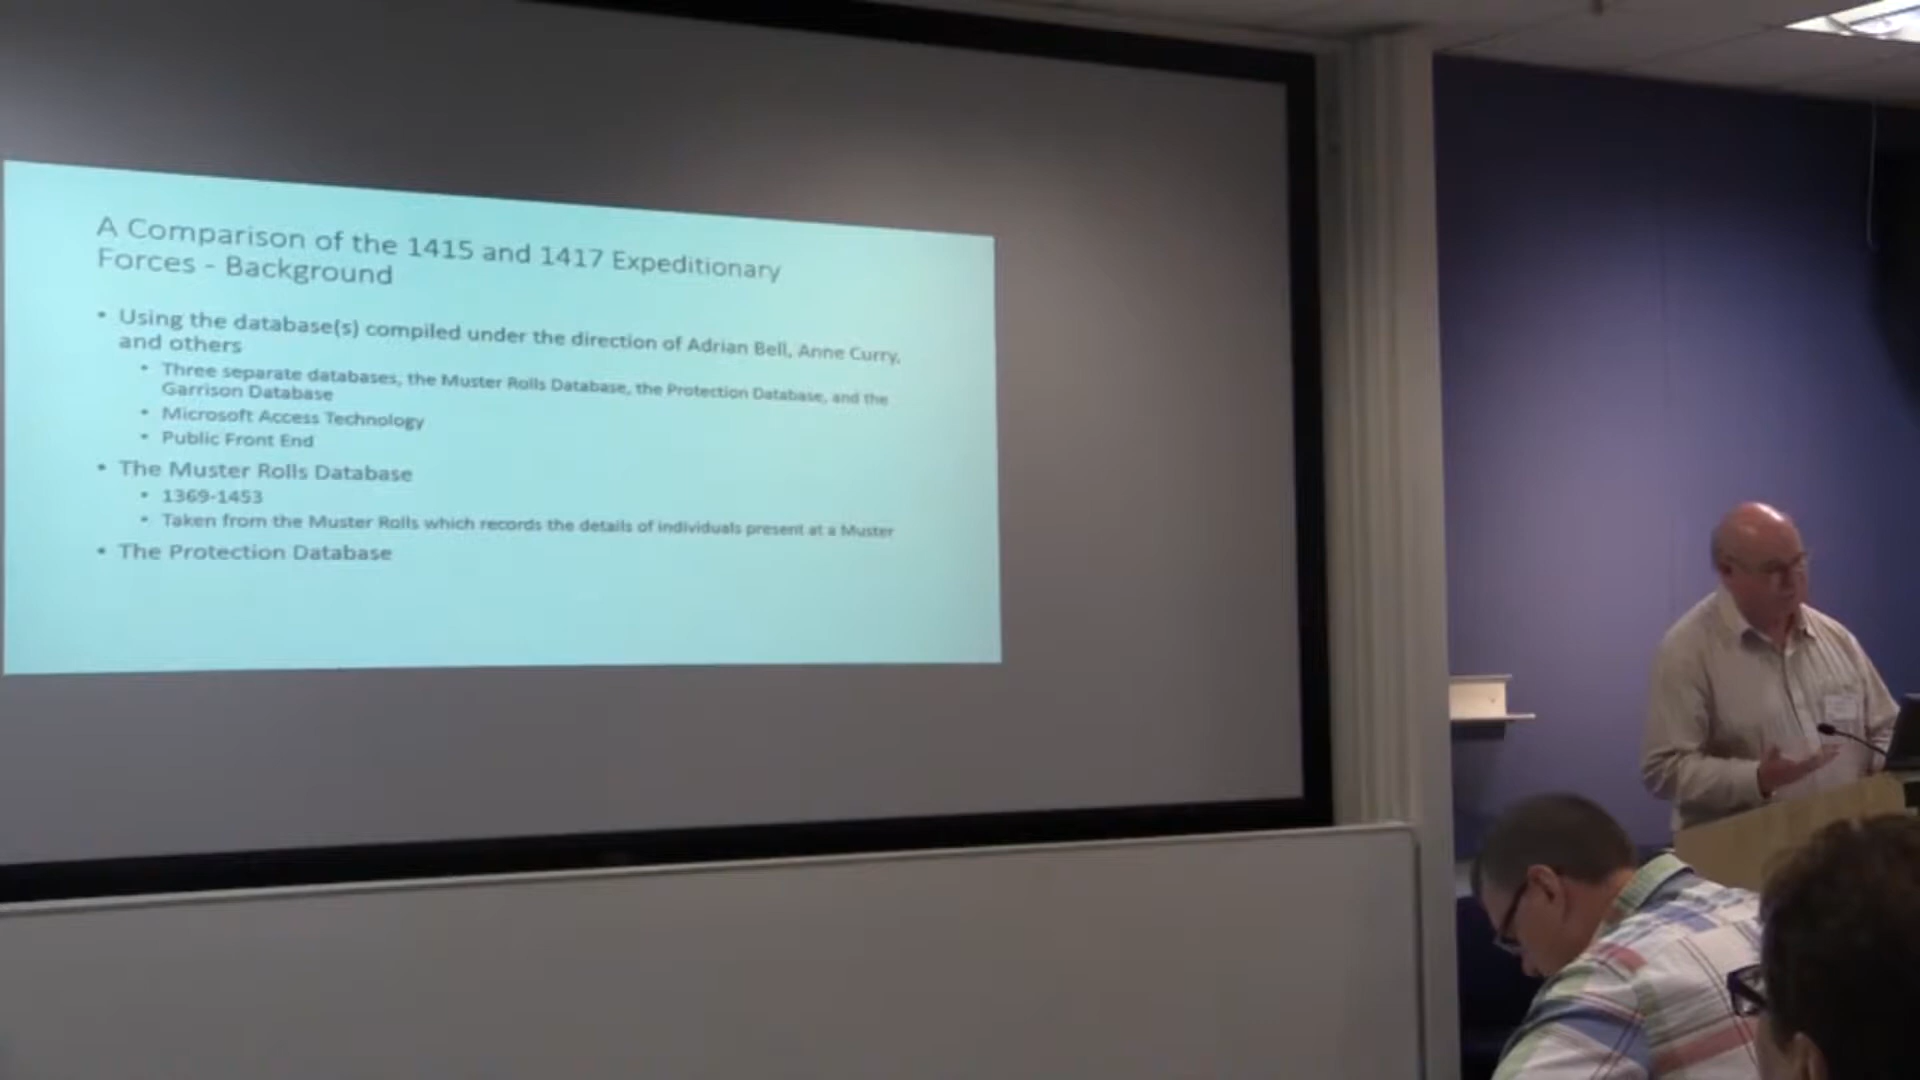 A Comparison of the 1415 and 1417 Expeditionary
Forces - Background
• Using the database(s) compiled under the direction of Adrian Bell, Anne Curry,
and others
• Three separate databases, the Muster Rolls Database, the Protection Database, and the
Garrison Database
• Microsoft Access Technology
• Public Front End
• The Muster Rolls Database
• 1369-1453
• Taken from the Muster Rolls which records the details of individuals present at a Muster
• The Protection Database